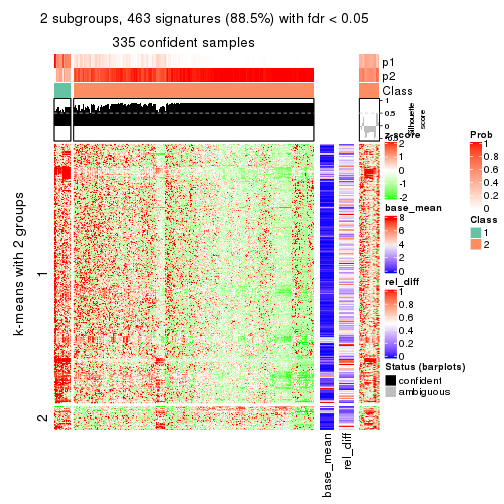 2 subgroups, 463 signatures (88.5%) with fdr < 0.05
335 confident samples
p1
p2
Class
1
0.5
0
-0.5
-1
Silhouette
score
k-means with 2 groups
1
2
base_mean
rel_diff
z-score
2
1
0
-1
-2
base_mean
8
6
4
2
0
rel_diff
1
0.8
0.6
0.4
0.2
0
Status (barplots)
confident
ambiguous
Prob
1
0.8
0.6
0.4
0.2
0
Class
1
2